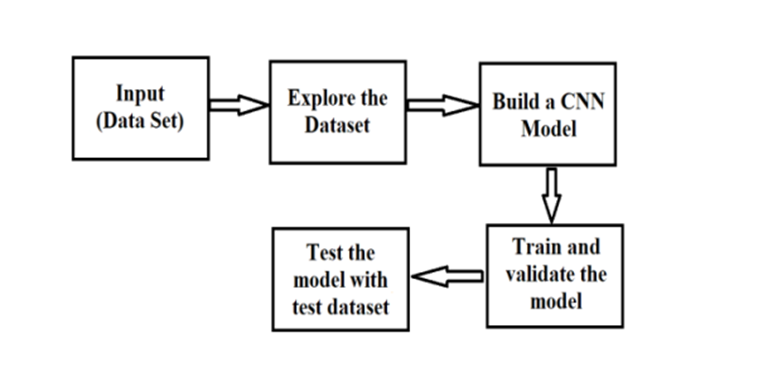 Input
(Data Set)
Explore the
Dataset
Build a CNN
Model
Train and
validate the
model
Test the
model with
test dataset